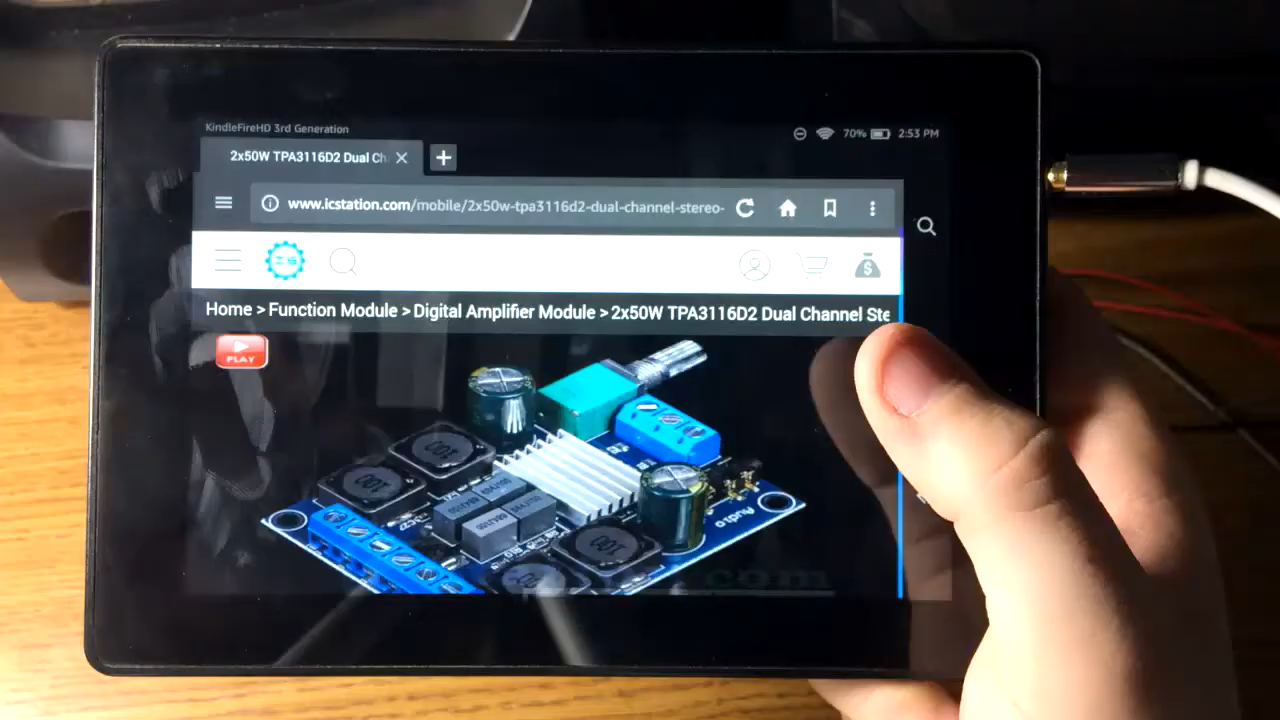 KindleFireHD 3rd Generation
70% 2:53 PM
2x50W TPA3116D2 Dual Ch
www.icstation.com/mobile/2x50w-tpa3116d2-dual-channel-stereo-
Home > Function Module > Digital Amplifier Module > 2x50W TPA3116D2 Dual Channel Ste
PLAY
100
100
100
Audio
.com